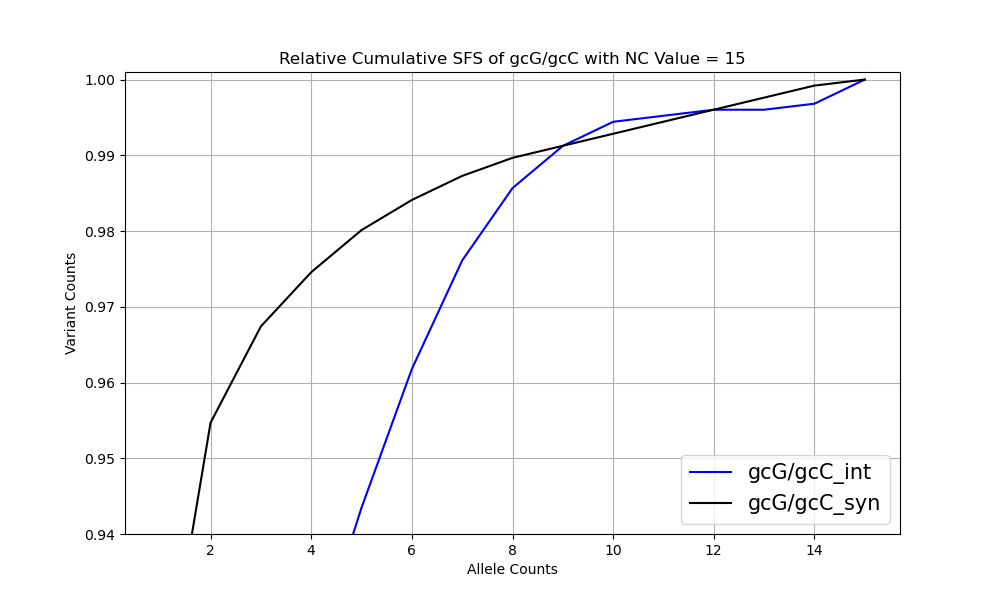 Relative Cumulative SFS of gcG/gcC with NC Value = 15
Variant Counts
1.00
0.99
0.98
0.97
0.96
0.95
0.94
2 4 6 8 10 12 14
Allele Counts
gcG/gcC_int
gcG/gcC_syn